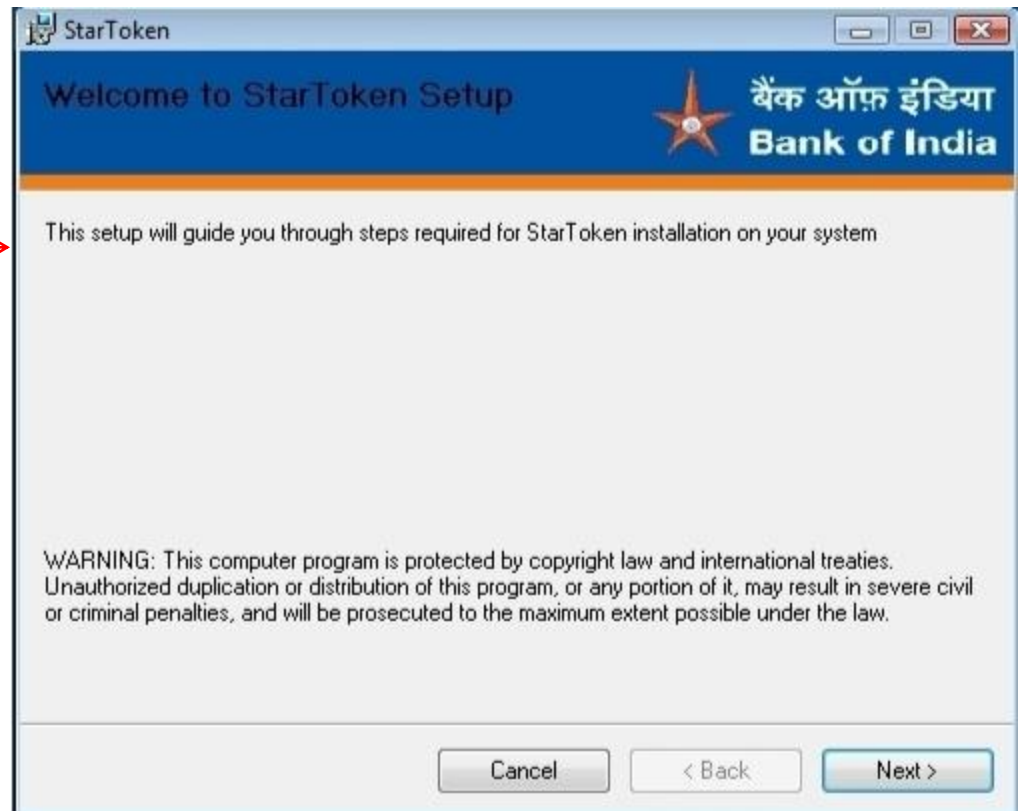 StarToken
Welcome to StarToken Setup
बैंक ऑफ़ इंडिया
Bank of India
This setup will guide you through steps required for StarToken installation on your system
WARNING: This computer program is protected by copyright law and international treaties.
Unauthorized duplication or distribution of this program, or any portion of it, may result in severe civil
or criminal penalties, and will be prosecuted to the maximum extent possible under the law.
Cancel
< Back
Next >